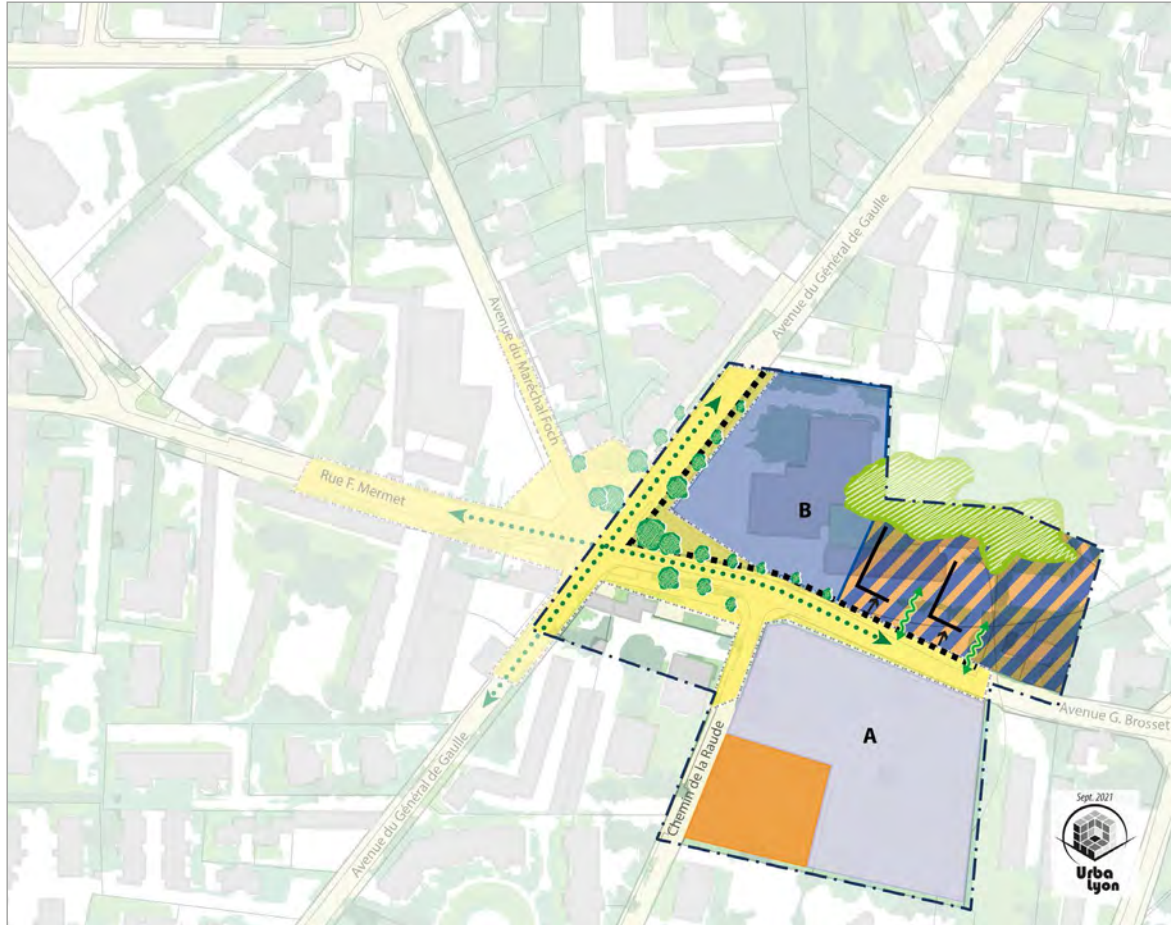 Avenue du Général de Gaulle
Avenue du Maréchal Foch
Rue F. Mermet
B
Avenue G. Brosset
A
Chemin de la Raude
Avenue du Général de Gaulle
Sept. 2021
Urba
Lyon